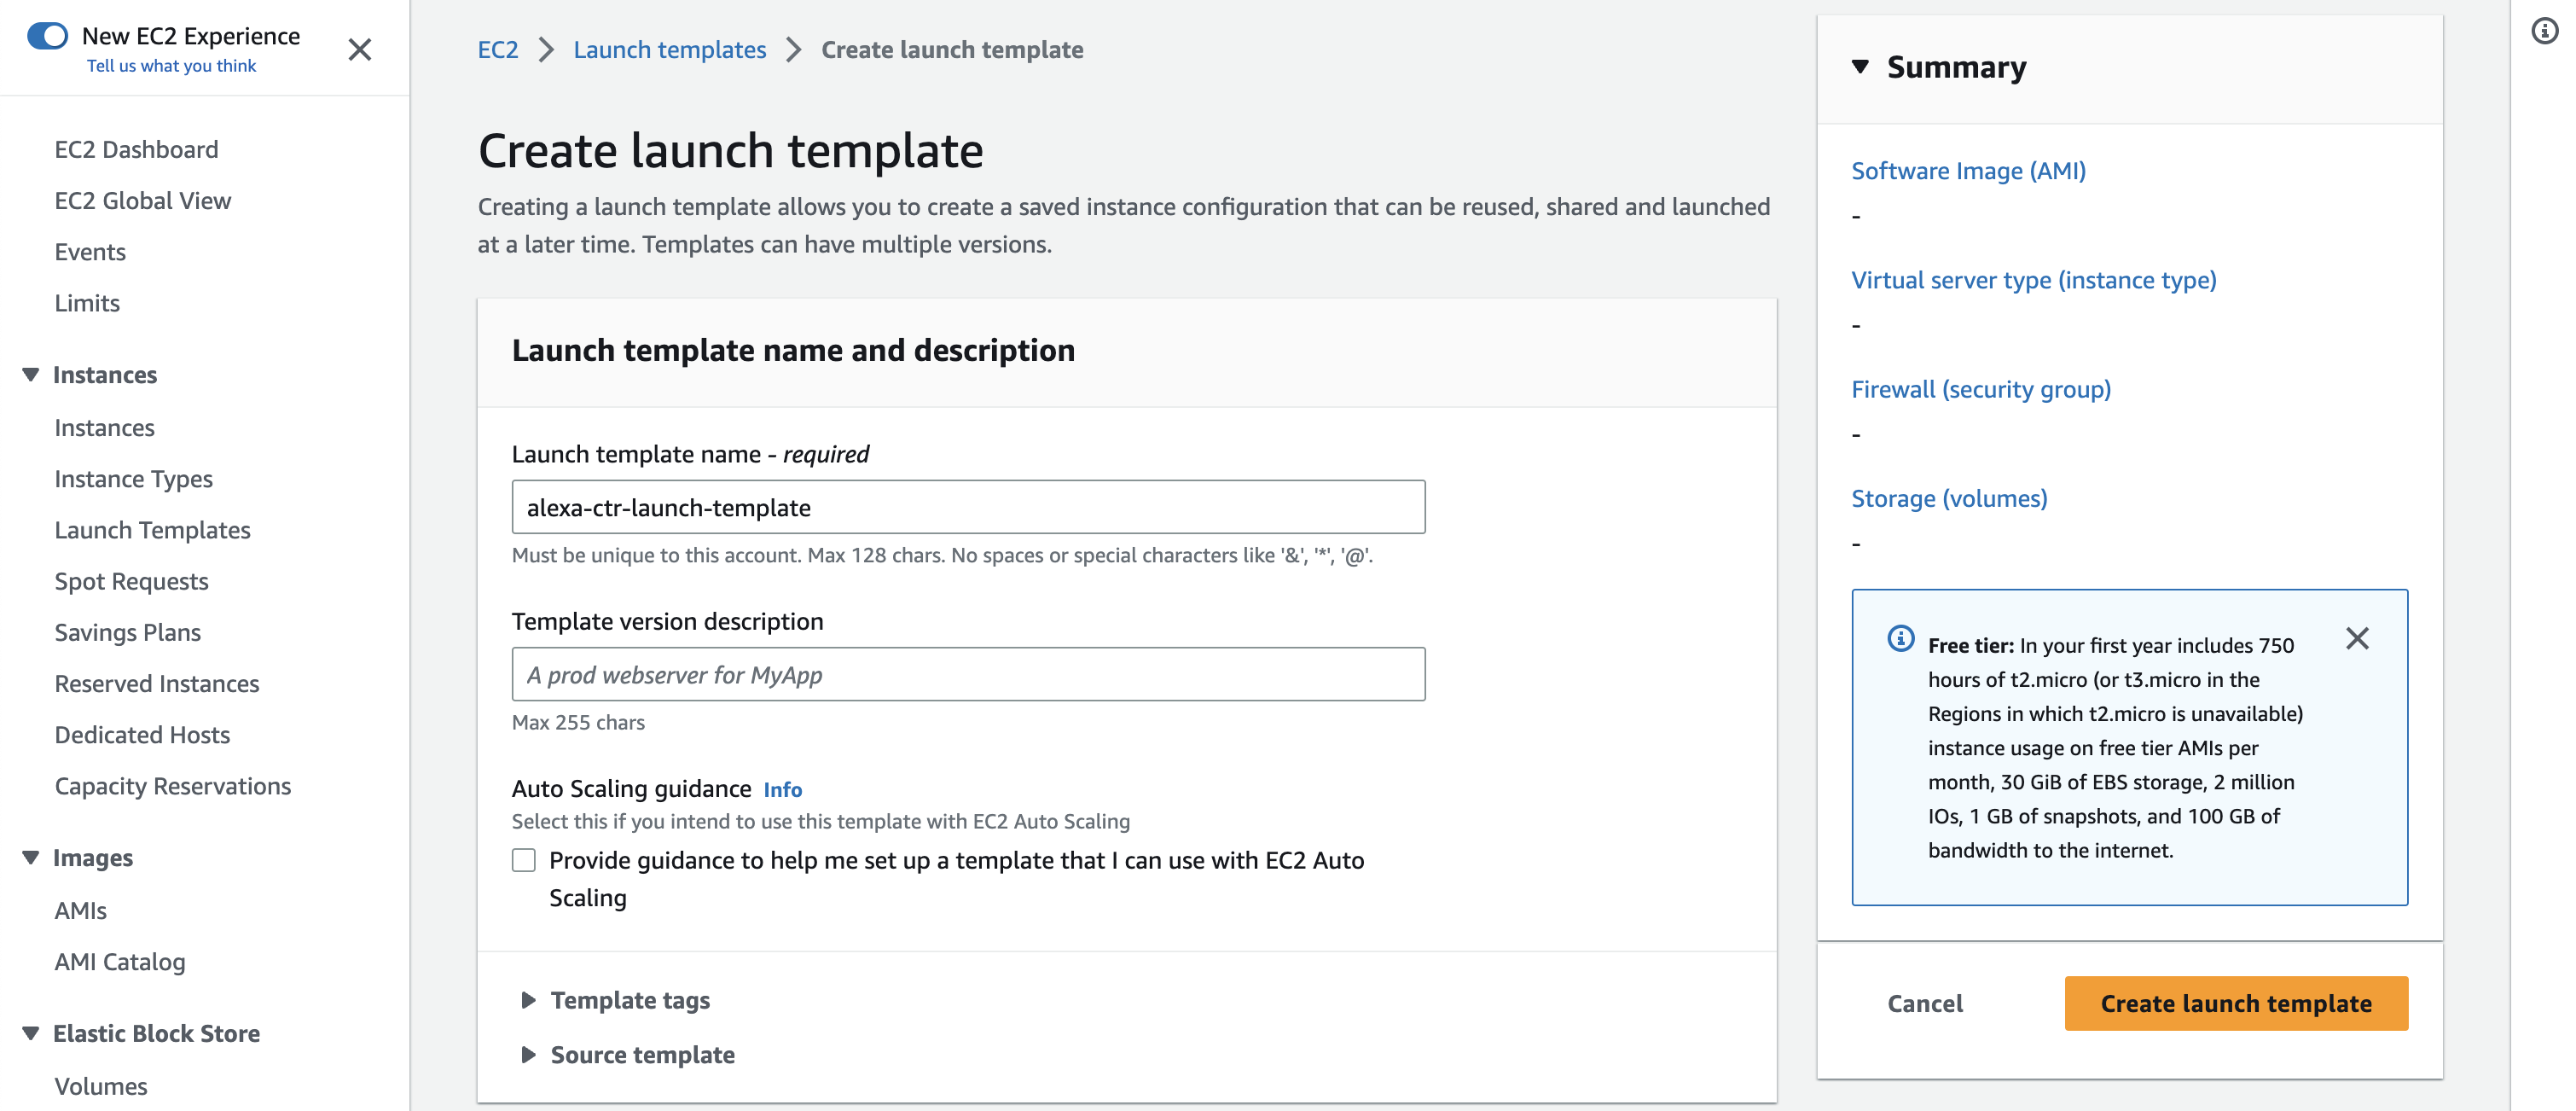 New EC2 Experience
Tell us what you think
EC2 Dashboard
EC2 Global View
Events
Limits
Instances
Instances
Instance Types
Launch Templates
Spot Requests
Savings Plans
Reserved Instances
Dedicated Hosts
Capacity Reservations
Images
AMIs
AMI Catalog
Elastic Block Store
Volumes
EC2 > Launch templates > Create launch template
Create launch template
Creating a launch template allows you to create a saved instance configuration that can be reused, shared and launched
at a later time. Templates can have multiple versions.
Launch template name and description
Launch template name - required
alexa-ctr-launch-template
Must be unique to this account. Max 128 chars. No spaces or special characters like '&', '*', '@'.
Template version description
A prod webserver for MyApp
Max 255 chars
Auto Scaling guidance Info
Select this if you intend to use this template with EC2 Auto Scaling
Provide guidance to help me set up a template that I can use with EC2 Auto
Scaling
Template tags
Source template
Summary
Software Image (AMI)
-
Virtual server type (instance type)
-
Firewall (security group)
-
Storage (volumes)
-
Free tier: In your first year includes 750
hours of t2.micro (or t3.micro in the
Regions in which t2.micro is unavailable)
instance usage on free tier AMIs per
month, 30 GiB of EBS storage, 2 million
IOs, 1 GB of snapshots, and 100 GB of
bandwidth to the internet.
Cancel
Create launch template